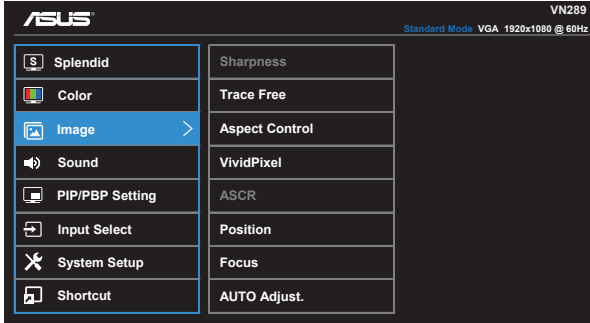 ASUS
VN289
Standard Mode VGA 1920x1080 @ 60Hz
S Splendid
Color
Image
Sound
PIP/PBP Setting
Input Select
System Setup
Shortcut
Sharpness
Trace Free
Aspect Control
VividPixel
ASCR
Position
Focus
AUTO Adjust.